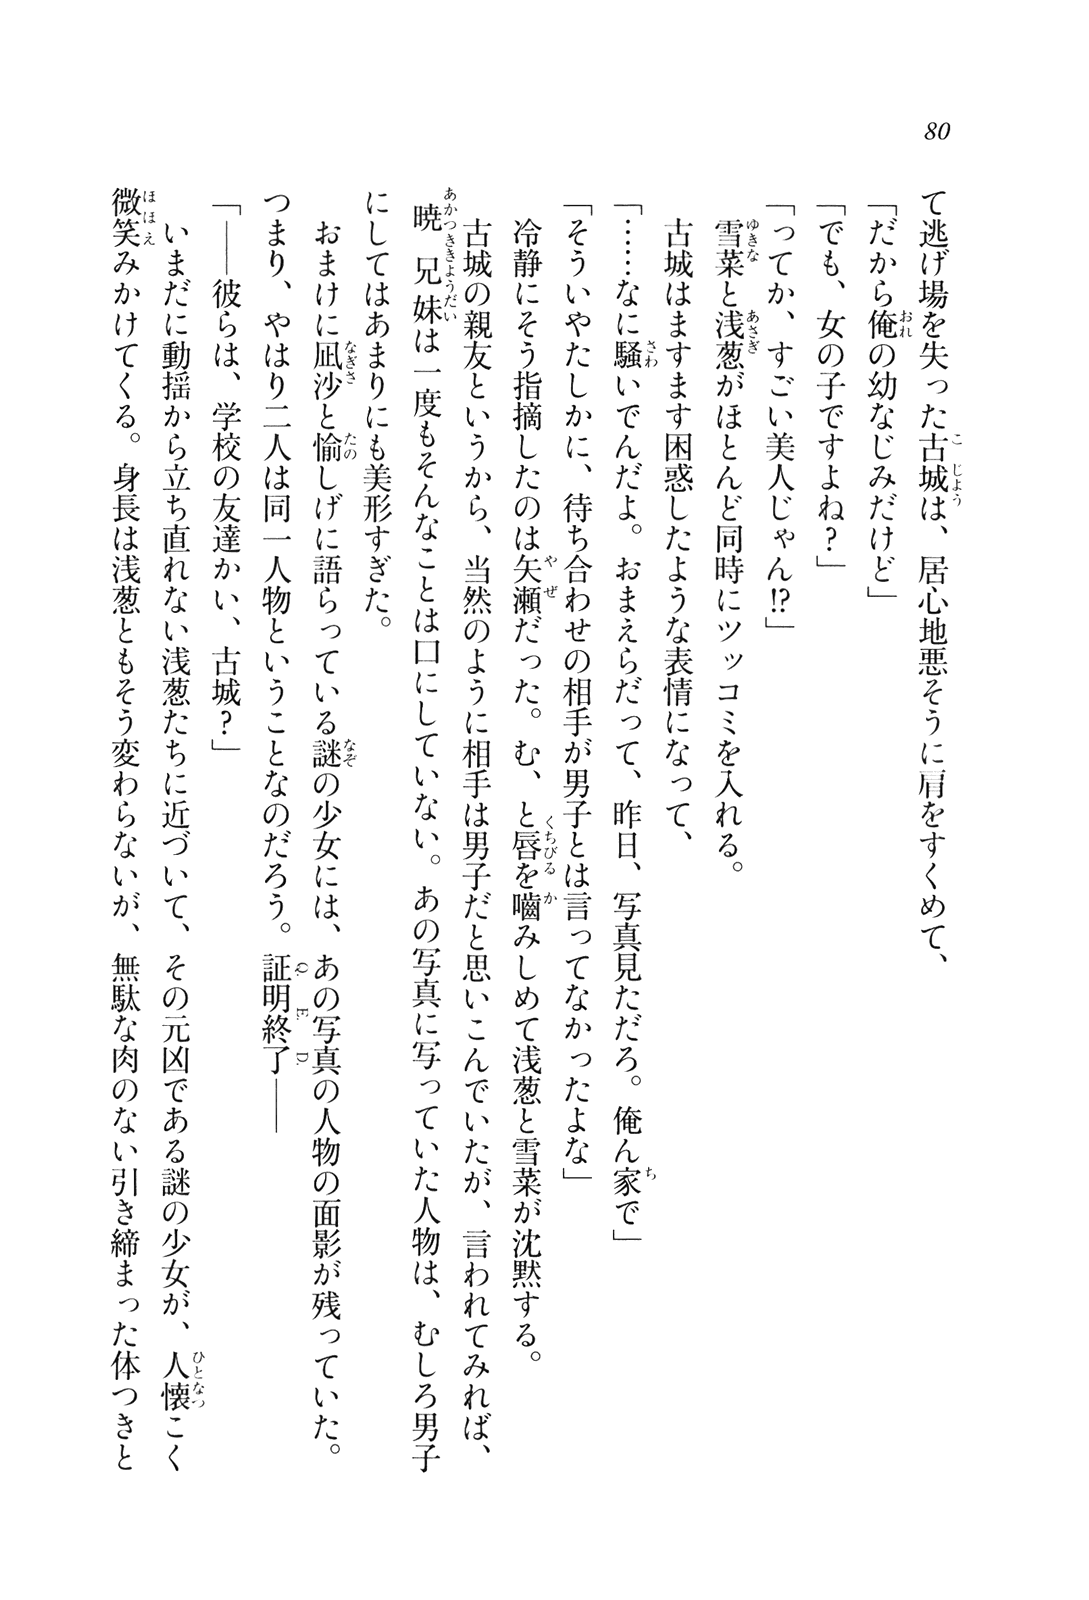 80
て逃げ場を失った古城は、居心地悪そうに肩をすくめて、
「だから俺の幼なじみだけど」
「でも、女の子ですよね？」
「ってか、すごい美人じゃん!?」
雪菜と浅葱がほとんど同時にツッコミを入れる。
古城はますます困惑したような表情になって、
「……なに騒いでんだよ。おまえらだって、昨日、写真見ただろ。俺ん家で」
「そういやたしかに、待ち合わせの相手が男子とは言ってなかったよな」
冷静にそう指摘したのは矢瀬だった。む、と唇を嚙みしめて浅葱と雪菜が沈黙する。
古城の親友というから、当然のように相手は男子だと思いこんでいたが、言われてみれば、
暁兄妹は一度もそんなことは口にしていない。あの写真に写っていた人物は、むしろ男子
にしてはあまりにも美形すぎた。
おまけに凪沙と愉しげに語らっている謎の少女には、あの写真の人物の面影が残っていた。
つまり、やはり二人は同一人物ということなのだろう。証明終了――
「――彼らは、学校の友達かい、古城？」
いまだに動揺から立ち直れない浅葱たちに近づいて、その元凶である謎の少女が、人懐こく
微笑みかけてくる。身長は浅葱ともそう変わらないが、無駄な肉のない引き締まった体つきと